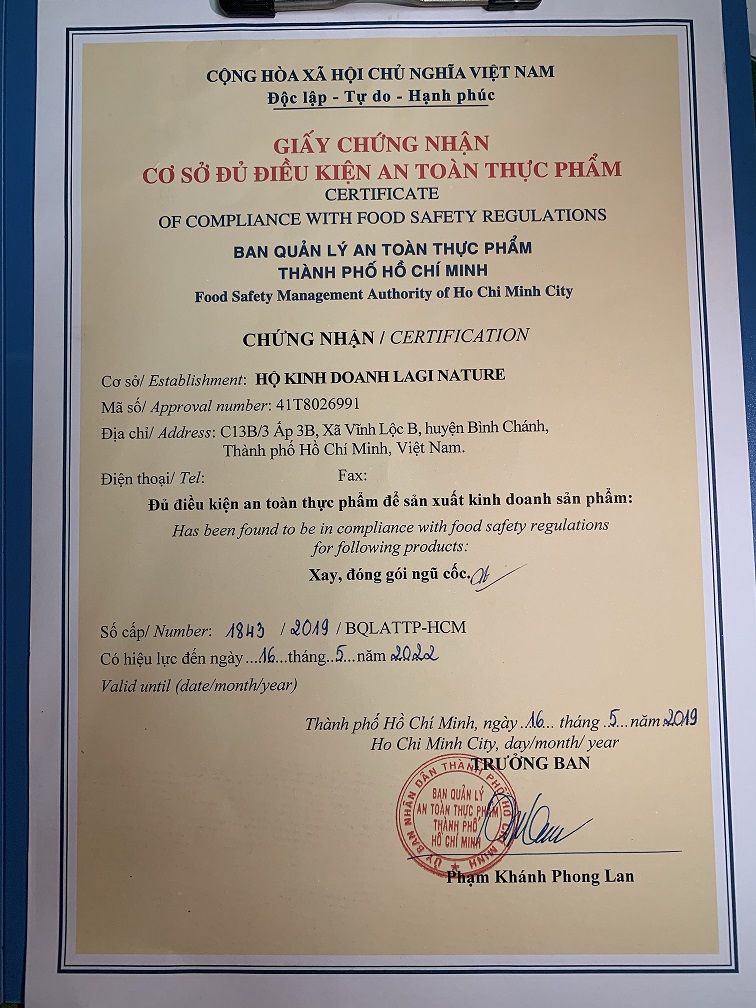 CỘNG HÒA XÃ HỘI CHỦ NGHĨA VIỆT NAM
Độc lập - Tự do - Hạnh phúc
GIẤY CHỨNG NHẬN
CƠ SỞ ĐỦ ĐIỀU KIỆN AN TOÀN THỰC PHẨM
CERTIFICATE
OF COMPLIANCE WITH FOOD SAFETY REGULATIONS
BAN QUẢN LÝ AN TOÀN THỰC PHẨM
THÀNH PHỐ HỒ CHÍ MINH
Food Safety Management Authority of Ho Chi Minh City
CHỨNG NHẬN / CERTIFICATION
Cơ sở/ Establishment: HỘ KINH DOANH LAGI NATURE
Mã số/ Approval number: 41T8026991
Địa chỉ/ Address: C13B/3 Ấp 3B, Xã Vĩnh Lộc B, huyện Bình Chánh,
Thành phố Hồ Chí Minh, Việt Nam.
Điện thoại/ Tel: Fax:
Đủ điều kiện an toàn thực phẩm để sản xuất kinh doanh sản phẩm:
Has been found to be in compliance with food safety regulations
for following products:
Xay, đóng gói ngũ cốc.
Số cấp/ Number: 1843 / 2019 / BQLATTP-HCM
Có hiệu lực đến ngày ...16...tháng..5...năm 2022
Valid until (date/month/year)
Thành phố Hồ Chí Minh, ngày ..16... tháng ..5...năm 2019
Ho Chi Minh City, day/month/ year
TRƯỞNG BAN
ỦY BAN NHÂN DÂN THÀNH PHỐ HỒ CHÍ MINH
BAN QUẢN LÝ
AN TOÀN THỰC PHẨM
THÀNH PHỐ
HỒ CHÍ MINH
Phạm Khánh Phong Lan